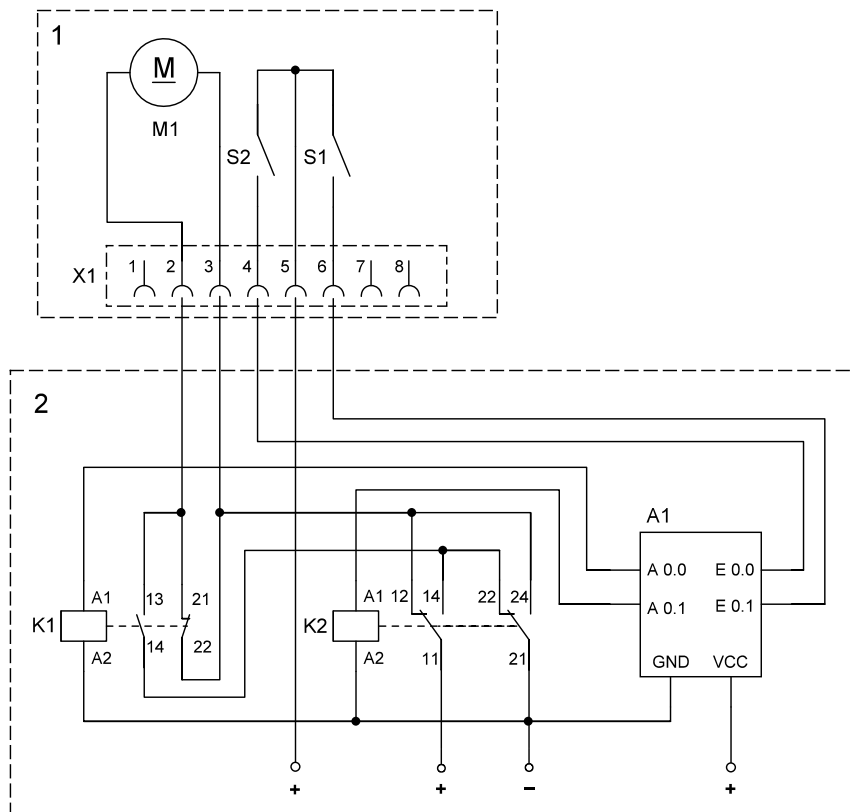 1
M
M1
S2 S1
X1 1 2 3 4 5 6 7 8
2
A1
A 0.0 E 0.0
A1 13 21 A1 12 14 22 24
A 0.1 E 0.1
K1 K2
A2 14 22 A2 11 21
GND VCC
+ + − +